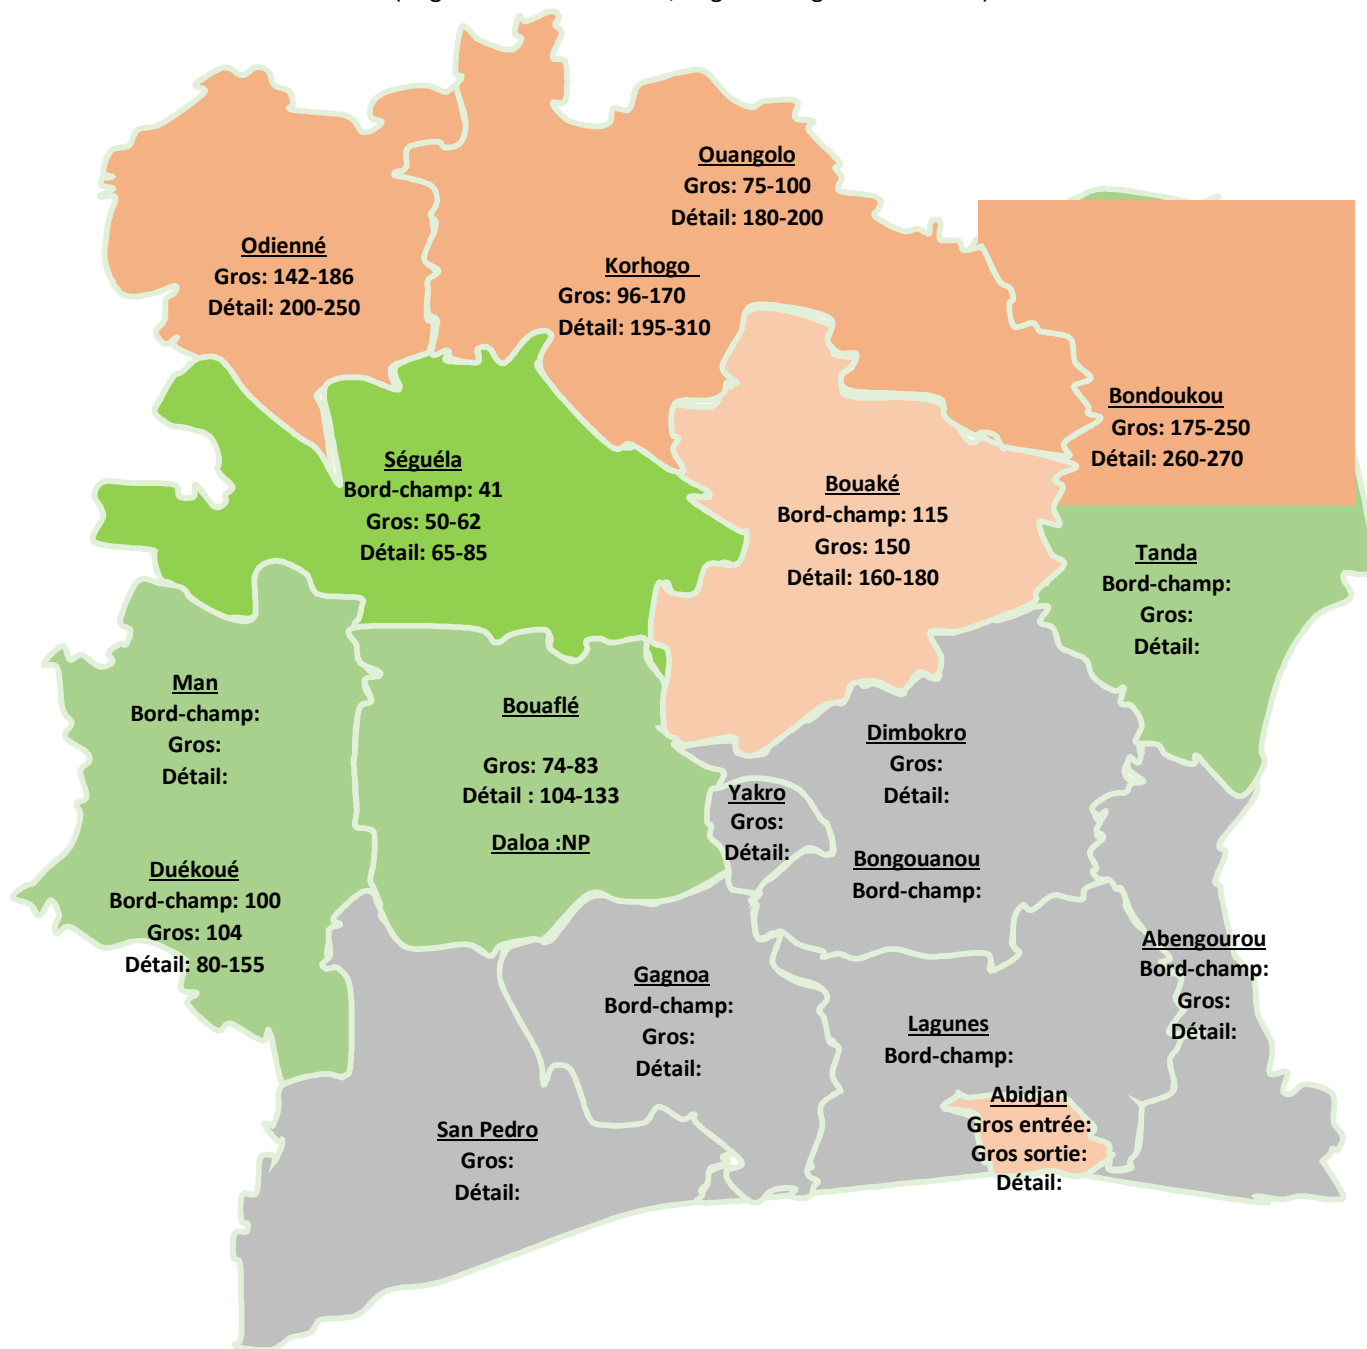 Ouangolo
Gros: 75-100
Détail: 180-200
Odienné
Gros: 142-186
Détail: 200-250
Korhogo
Gros: 96-170
Détail: 195-310
Bondoukou
Gros: 175-250
Détail: 260-270
Séguéla
Bord-champ: 41
Gros: 50-62
Détail: 65-85
Bouaké
Bord-champ: 115
Gros: 150
Détail: 160-180
Tanda
Bord-champ:
Gros:
Détail:
Man
Bord-champ:
Gros:
Détail:
Bouaflé
Gros: 74-83
Détail : 104-133
Daloa :NP
Dimbokro
Gros:
Détail:
Yakro
Gros:
Détail:
Bongouanou
Bord-champ:
Duékoué
Bord-champ: 100
Gros: 104
Détail: 80-155
Abengourou
Bord-champ:
Gros:
Détail:
Gagnoa
Bord-champ:
Gros:
Détail:
Lagunes
Bord-champ:
Abidjan
Gros entrée:
Gros sortie:
Détail:
San Pedro
Gros:
Détail: